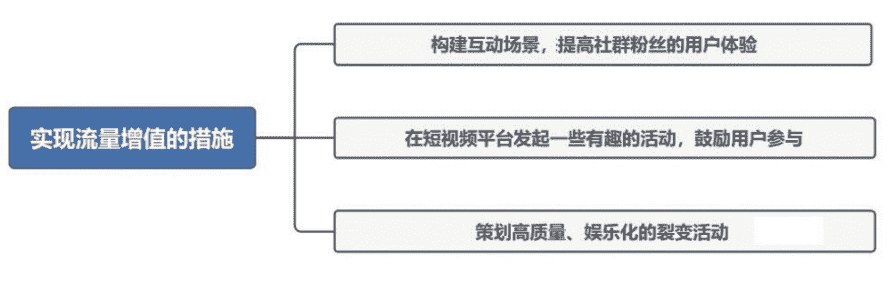 构建互动场景，提高社群粉丝的用户体验
实现流量增值的措施
在短视频平台发起一些有趣的活动，鼓励用户参与
策划高质量、娱乐化的裂变活动